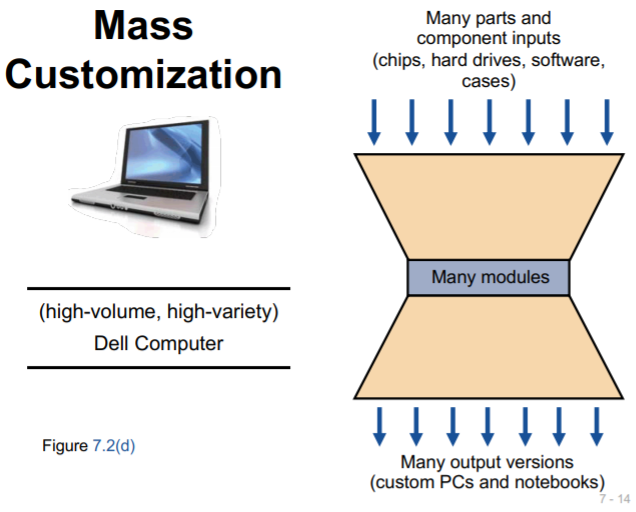 Mass
Customization
(high-volume, high-variety)
Dell Computer
Figure 7.2(d)
Many parts and
component inputs
(chips, hard drives, software,
cases)
Many modules
Many output versions
(custom PCs and notebooks)
7 - 14